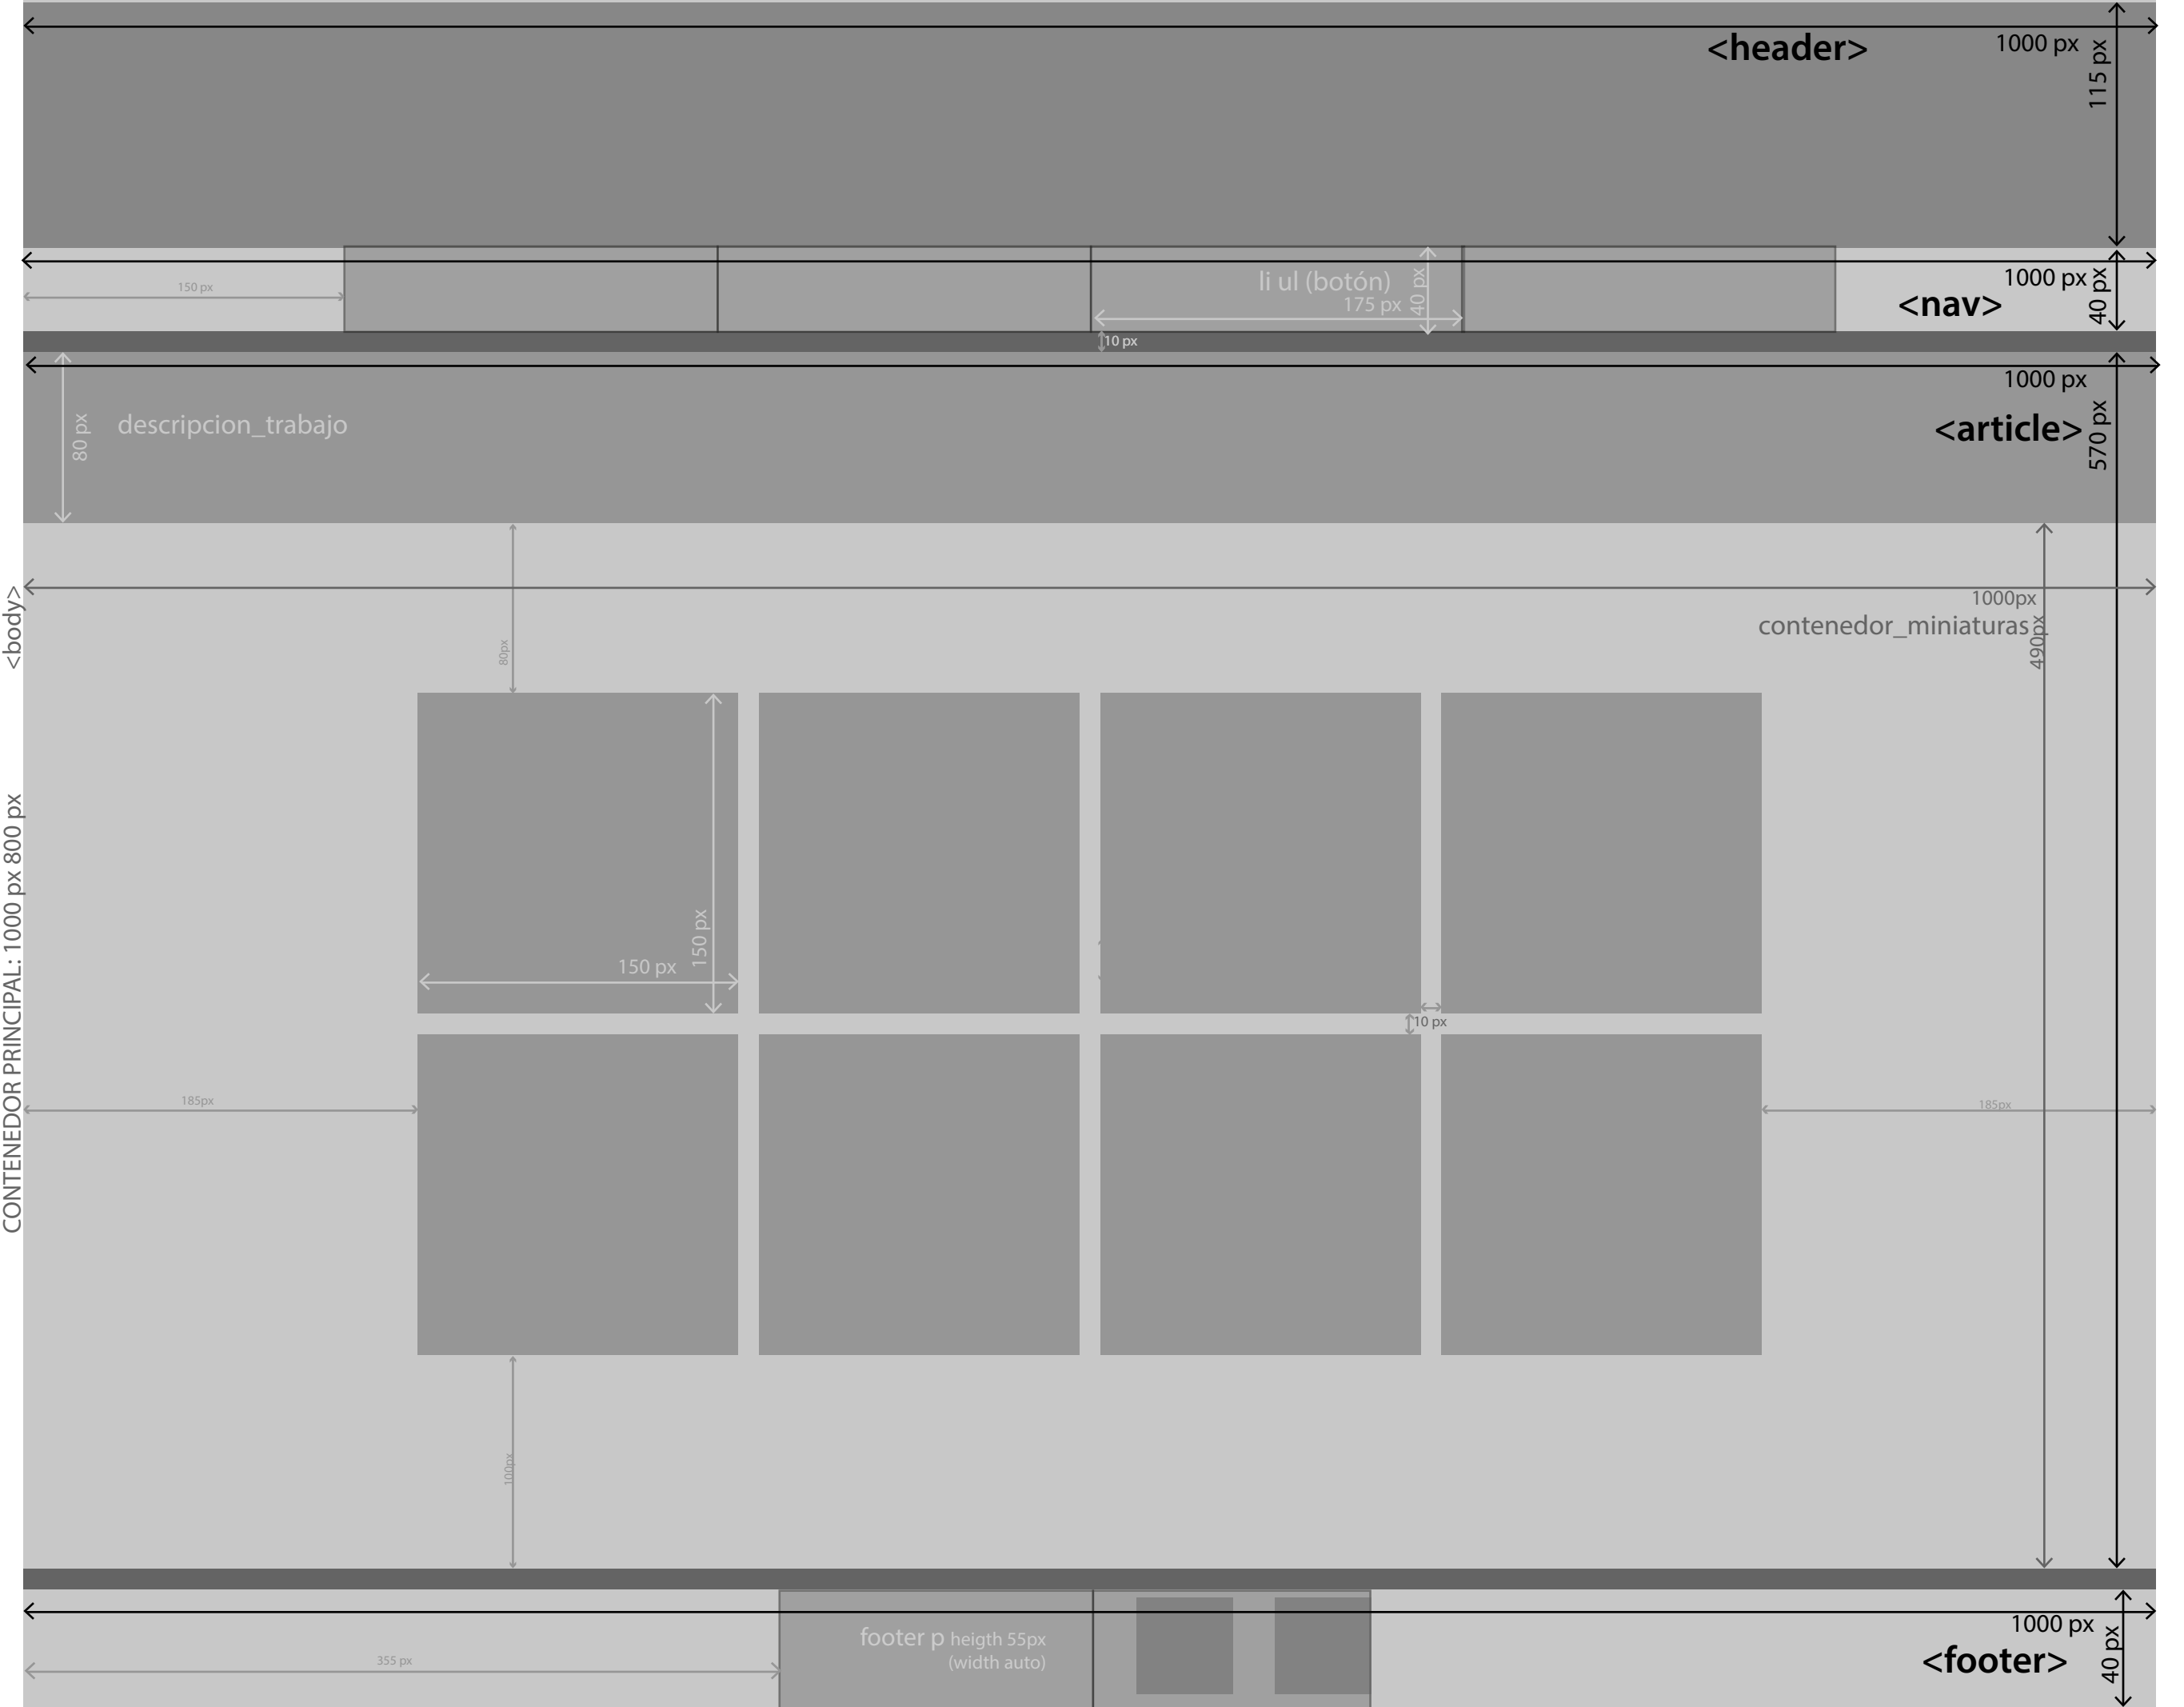 <header>
1000 px
115 px
150 px
li ul (botón)
175 px
40 px
1000 px
<nav>
40 px
10 px
1000 px
<article>
570 px
80 px
descripcion_trabajo
<body>
CONTENEDOR PRINCIPAL: 1000 px 800 px
80px
1000px
contenedor_miniaturas
490px
150 px
150 px
10 px
185px
185px
100px
footer p heigth 55px
(width auto)
355 px
1000 px
<footer>
40 px